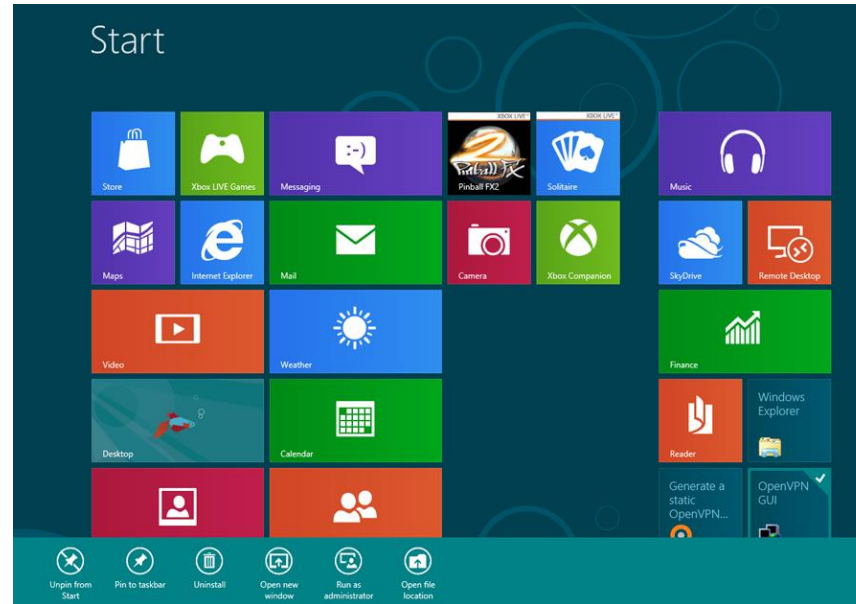 Start
Store
Xbox LIVE Games
Messaging
XBOX LIVE
Pinball FX2
Pinball FX2
XBOX LIVE
Solitaire
Music
Maps
Internet Explorer
Mail
Camera
Xbox Companion
SkyDrive
Remote Desktop
Video
Weather
Finance
Desktop
Calendar
Reader
Windows
Explorer
Generate a
static
OpenVPN...
OpenVPN
GUI
Unpin from
Start
Pin to taskbar
Uninstall
Open new
window
Run as
administrator
Open file
location